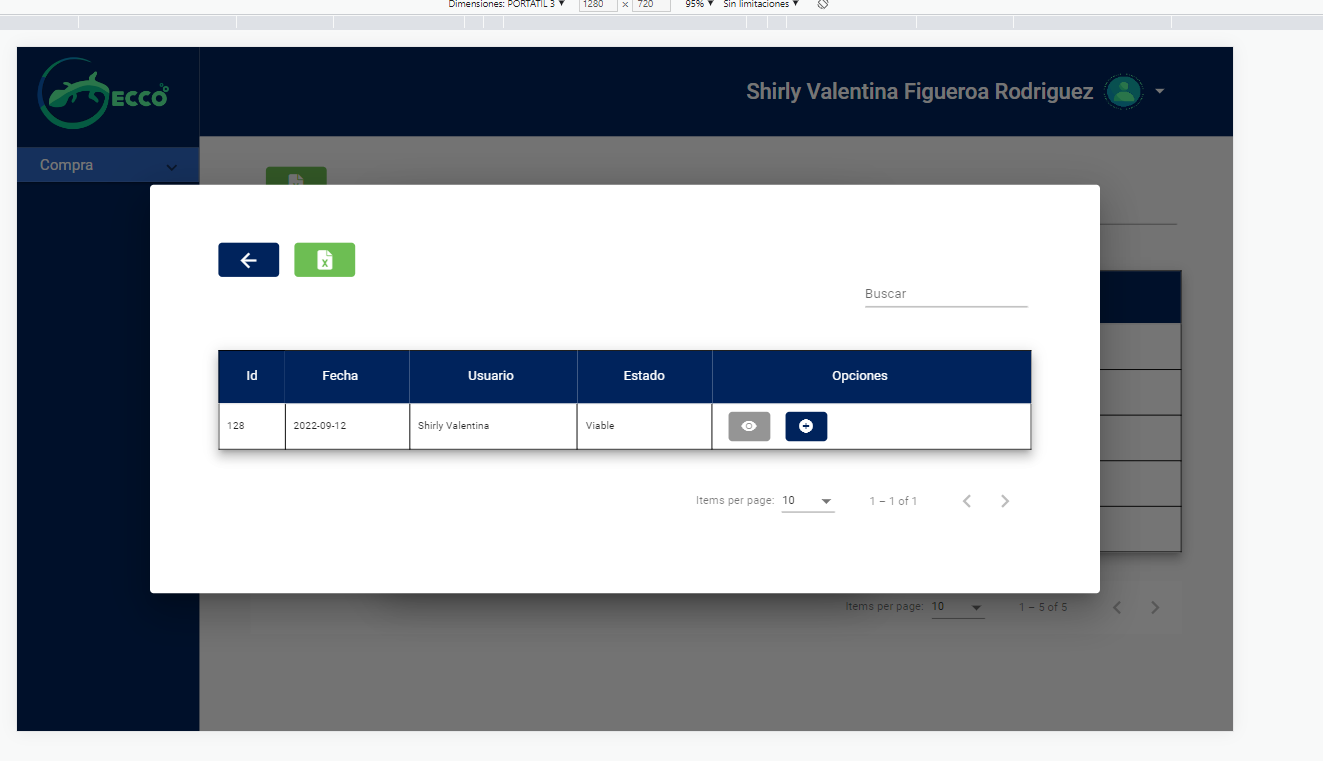 Dimensiones: PORTATIL 3 ▼ 1280 x 720 95% ▼ Sin limitaciones ▼
ECCO
Shirly Valentina Figueroa Rodriguez
Compra
Buscar
Id Fecha Usuario Estado Opciones
128 2022-09-12 Shirly Valentina Viable
Items per page: 10 1 – 1 of 1
Items per page: 10 1 – 5 of 5